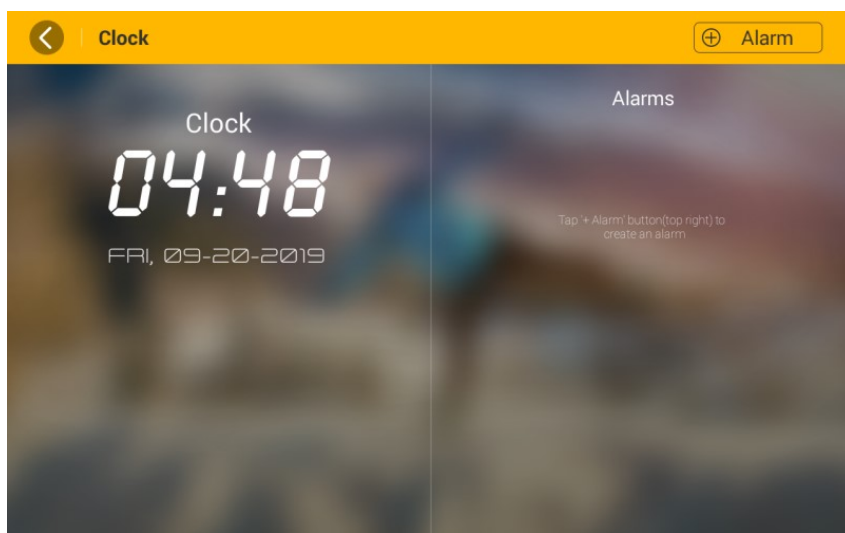 Clock
Alarm
Clock
04:48
FRI, 09-20-2019
Alarms
Tap '+ Alarm' button(top right) to
create an alarm